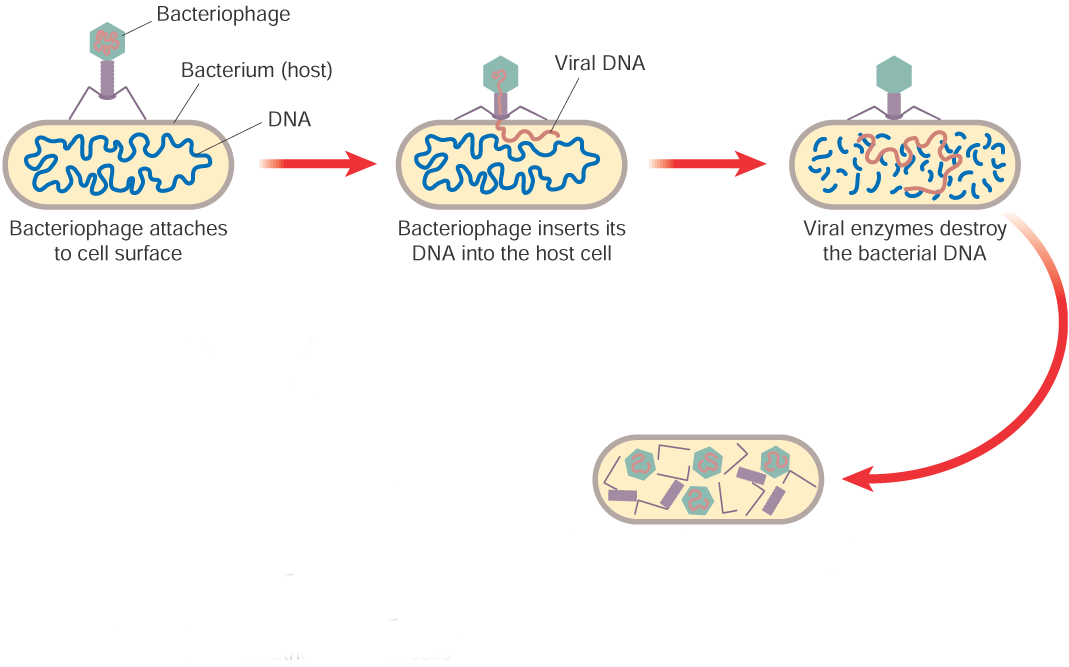 Bacteriophage
Bacterium (host)
DNA
Viral DNA
Bacteriophage attaches
to cell surface
Bacteriophage inserts its
DNA into the host cell
Viral enzymes destroy
the bacterial DNA